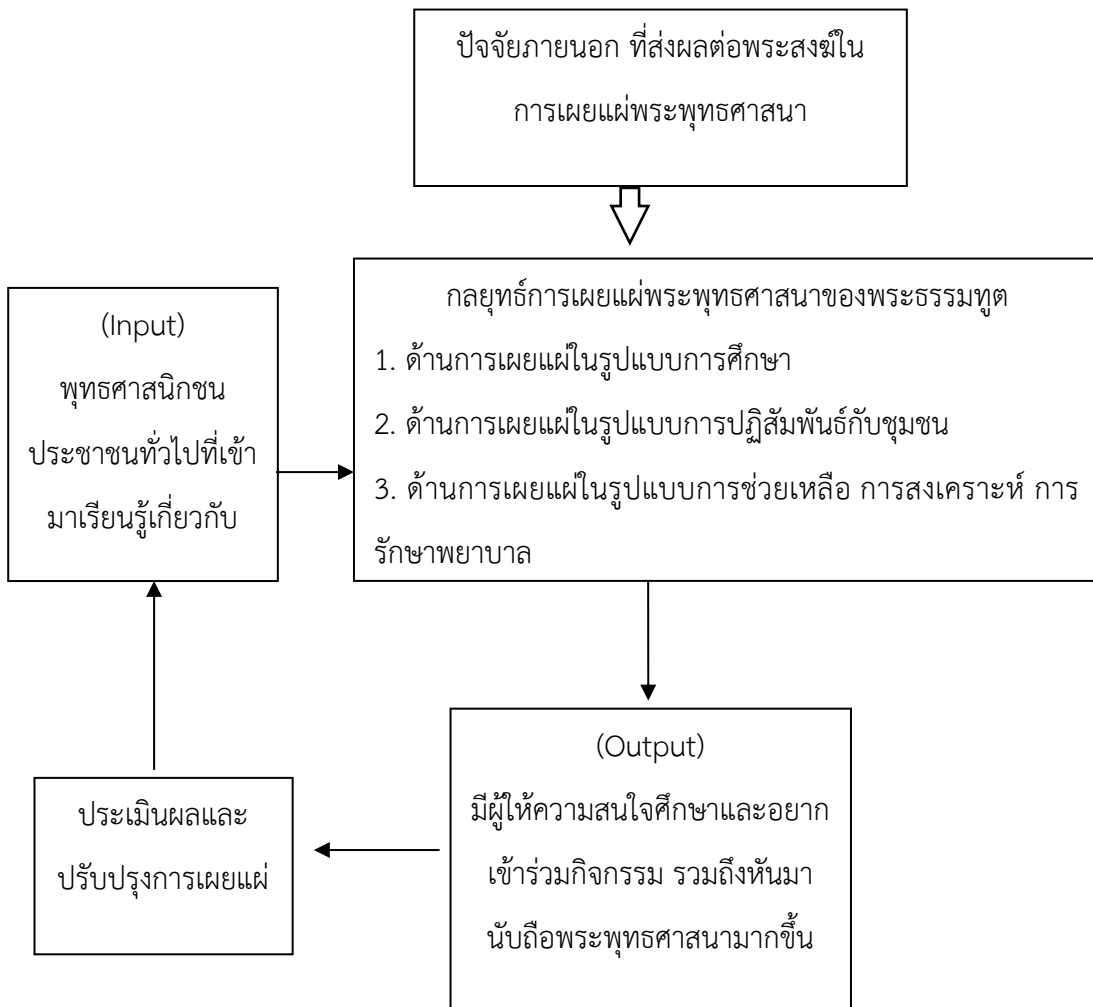 ปัจจัยภายนอก ที่ส่งผลต่อพระสงฆ์ใน
การเผยแผ่พระพุทธศาสนา
(Input)
พุทธศาสนิกชน
ประชาชนทั่วไปที่เข้า
มาเรียนรู้เกี่ยวกับ
กลยุทธ์การเผยแผ่พระพุทธศาสนาของพระธรรมทูต
1. ด้านการเผยแผ่ในรูปแบบการศึกษา
2. ด้านการเผยแผ่ในรูปแบบการปฏิสัมพันธ์กับชุมชน
3. ด้านการเผยแผ่ในรูปแบบการช่วยเหลือ การสงเคราะห์ การ
รักษาพยาบาล
(Output)
มีผู้ให้ความสนใจศึกษาและอยาก
เข้าร่วมกิจกรรม รวมถึงหันมา
นับถือพระพุทธศาสนามากขึ้น
ประเมินผลและ
ปรับปรุงการเผยแผ่